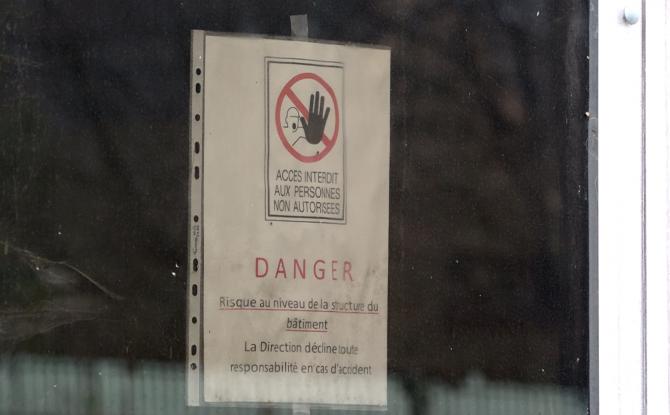 ACCES INTERDIT
AUX PERSONNES
NON AUTORISEES
DANGER
Risque au niveau de la structure du
bâtiment
La Direction décline toute
responsabilité en cas d'accident